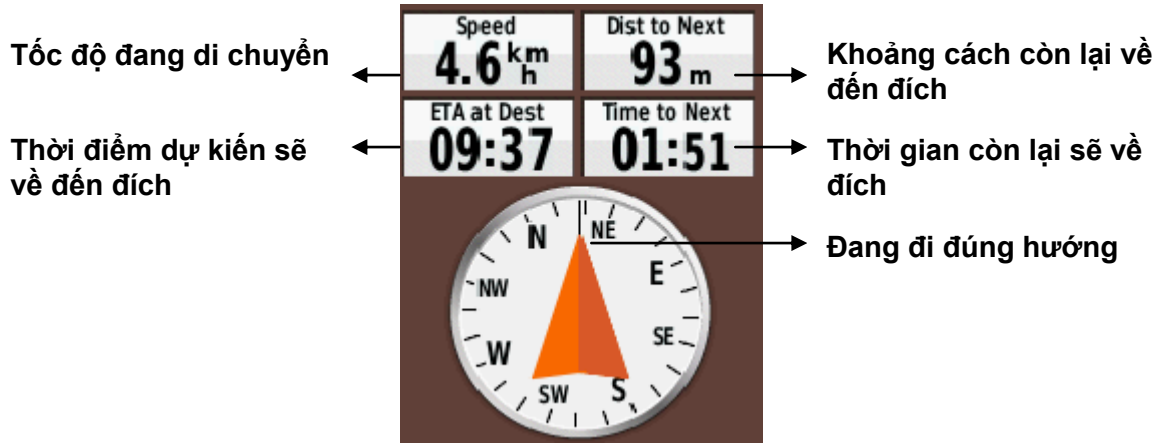 Tốc độ đang di chuyển
Thời điểm dự kiến sẽ
về đến đích
Speed
4.6 km/h
Dist to Next
93 m
ETA at Dest
09:37
Time to Next
01:51
N
NE
E
SE
S
SW
W
NW
Khoảng cách còn lại về
đến đích
Thời gian còn lại sẽ về
đích
Đang đi đúng hướng